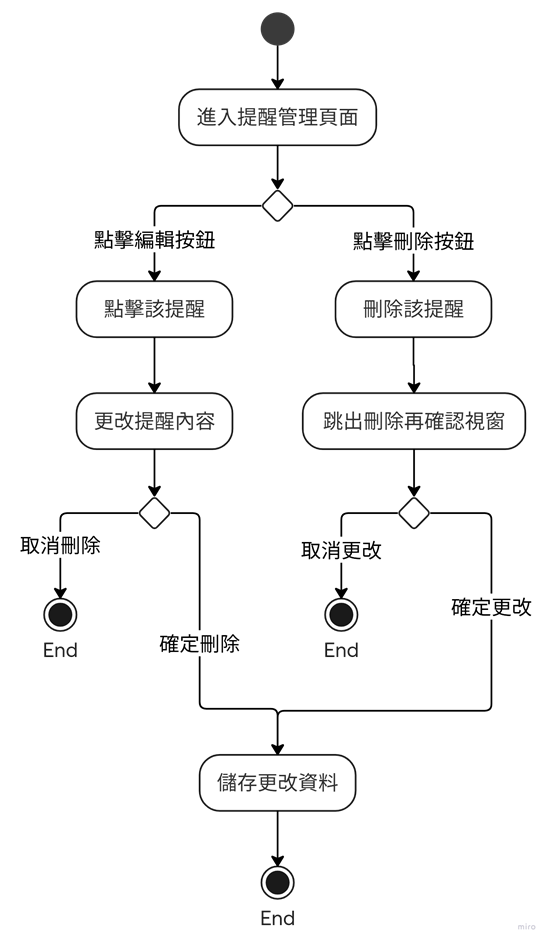 進入提醒管理頁面
點擊編輯按鈕
點擊刪除按鈕
點擊該提醒
刪除該提醒
更改提醒內容
跳出刪除再確認視窗
取消刪除
取消更改
確定更改
End
確定刪除
End
儲存更改資料
End
miro